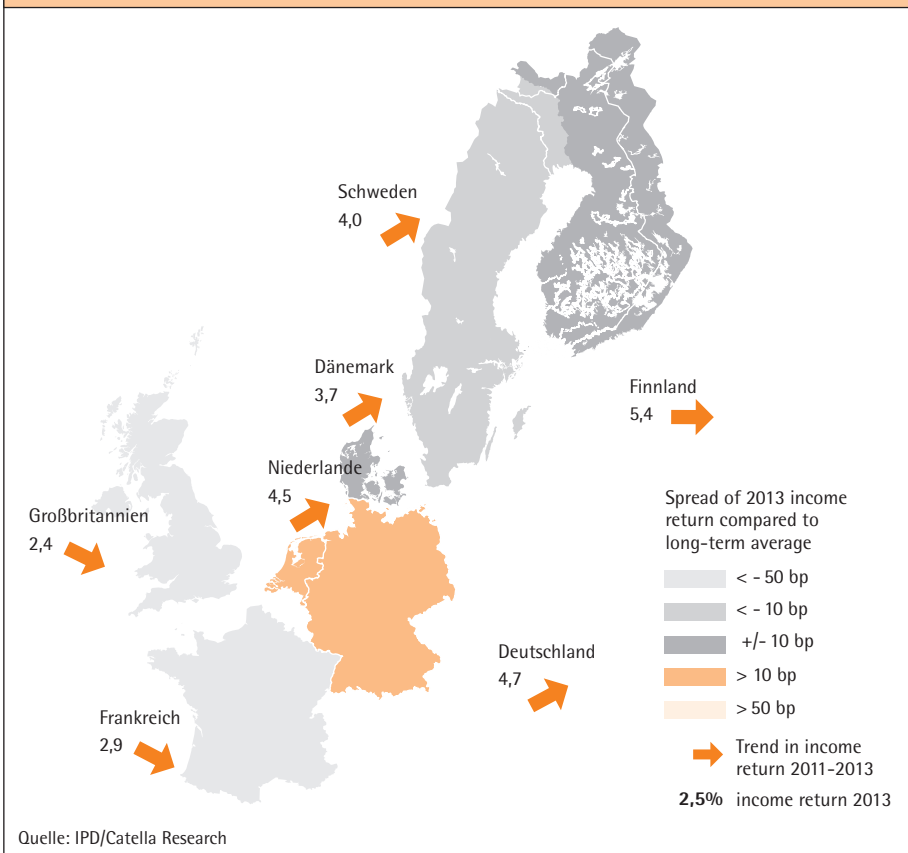 Schweden
4,0
Dänemark
3,7
Finnland
5,4
Niederlande
4,5
Großbritannien
2,4
Deutschland
4,7
Frankreich
2,9
Spread of 2013 income
return compared to
long-term average
< - 50 bp
< - 10 bp
+/- 10 bp
> 10 bp
> 50 bp
Trend in income
return 2011-2013
2,5% income return 2013
Quelle: IPD/Catella Research